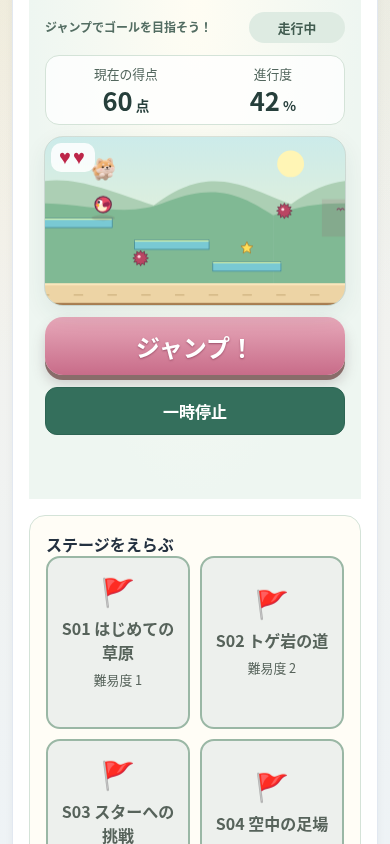 ジャンプでゴールを目指そう！
走行中
現在の得点
進行度
60 点
42 %
ジャンプ！
一時停止
ステージをえらぶ
S01 はじめての
草原
難易度 1
S02 トゲ岩の道
難易度 2
S03 スターへの
挑戦
S04 空中の足場